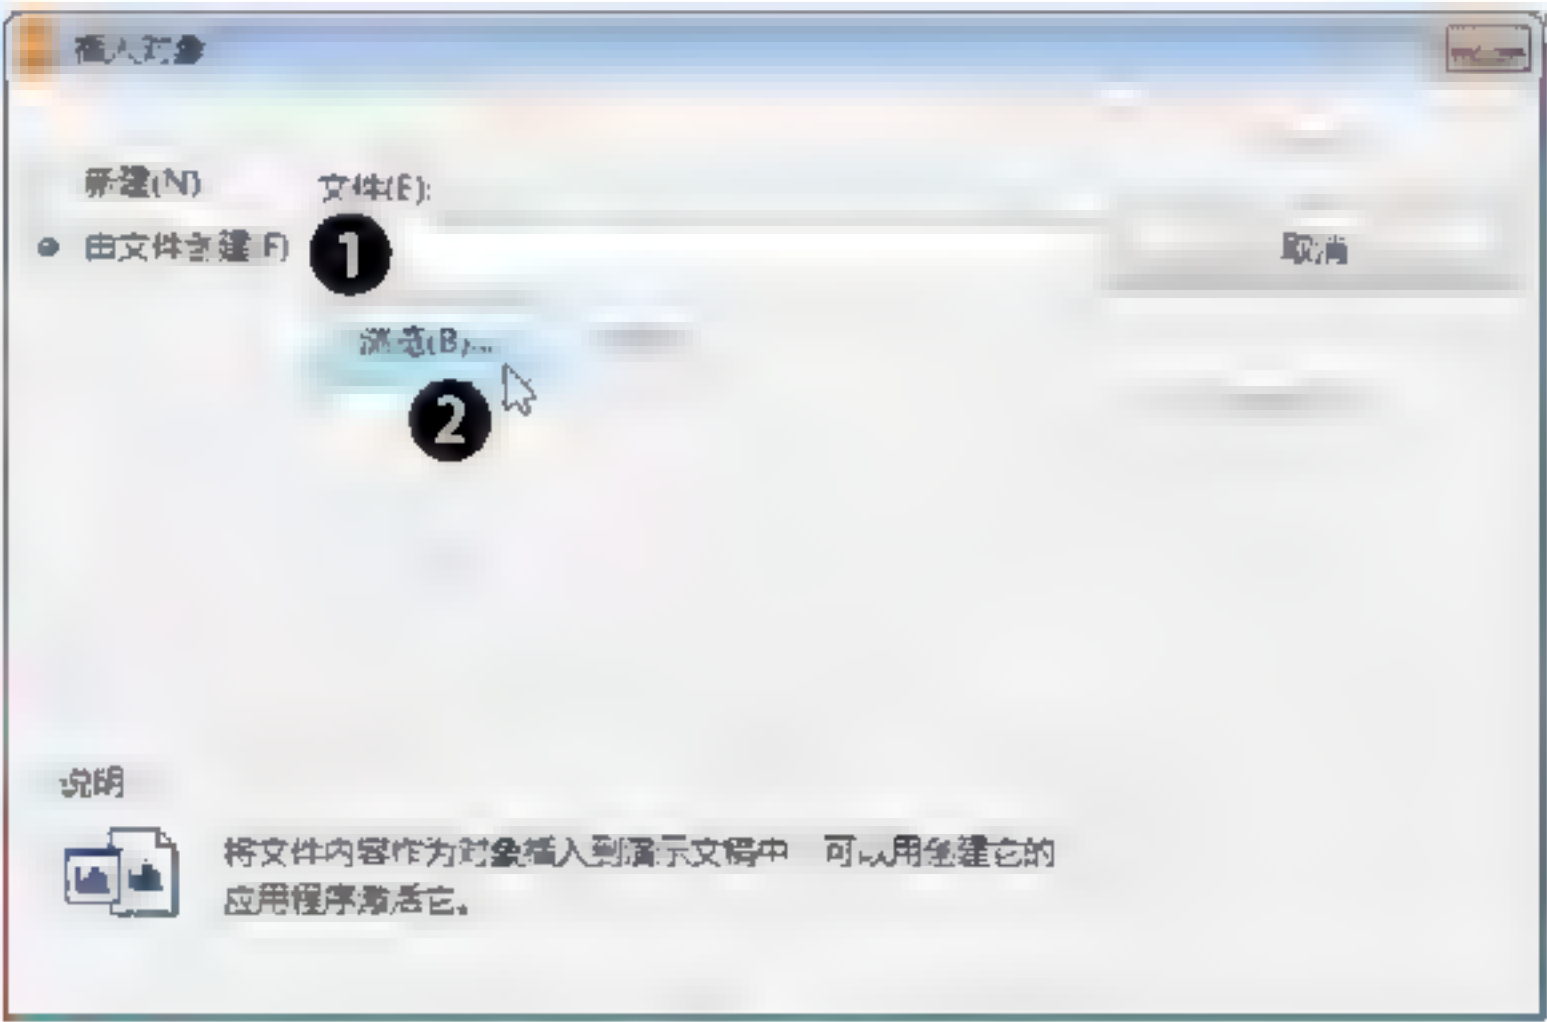 插入对象
新建(N)
文件(E):
由文件创建(F)
1
取消
浏览(B)...
2
说明
将文件内容作为对象插入到演示文稿中 可以用创建它的
应用程序激活它。